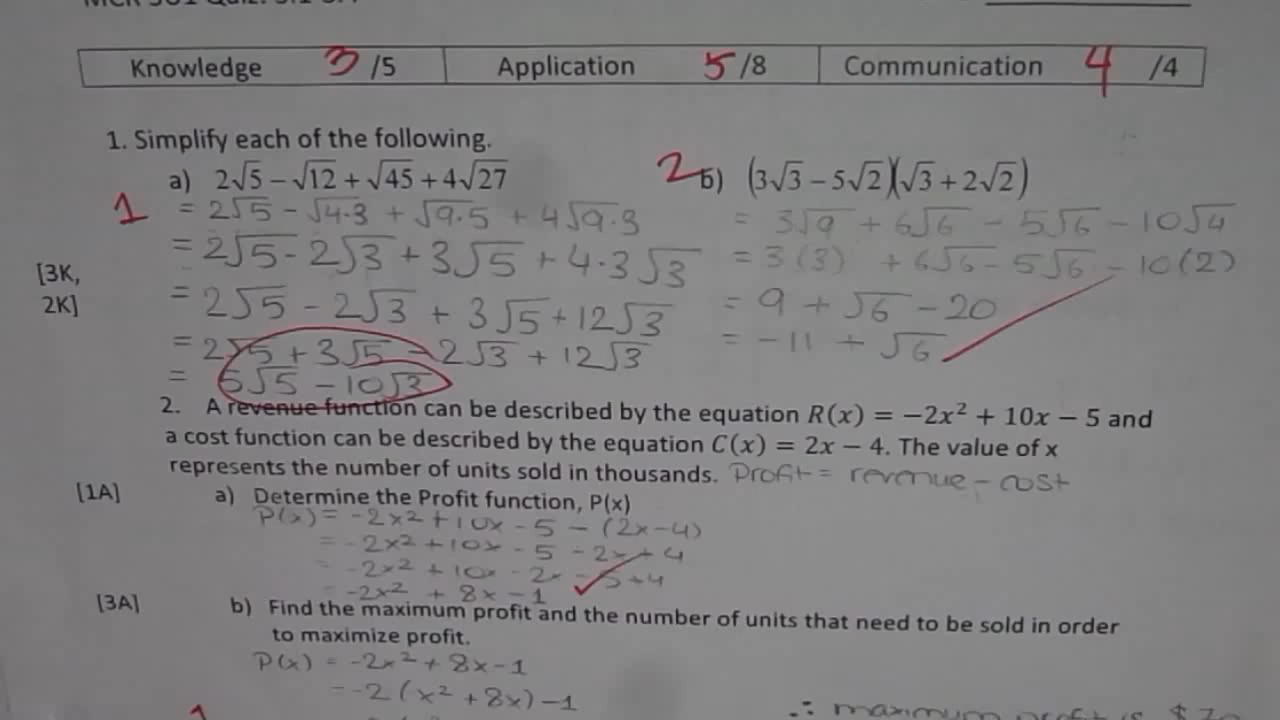 Knowledge 3 /5 Application 5 /8 Communication 4 /4
1. Simplify each of the following.
a) 2√5 − √12 + √45 + 4√27
1
= 2√5 - √4·3 + √9·5 + 4√9·3
= 2√5 - 2√3 + 3√5 + 4·3√3
[3K,
2K]
= 2√5 - 2√3 + 3√5 + 12√3
= 2√5 + 3√5 - 2√3 + 12√3
= 5√5 - 10√3
2 б) (3√3 − 5√2)(√3 + 2√2)
= 3√9 + 6√6 - 5√6 - 10√4
= 3(3) + 6√6 - 5√6 - 10(2)
= 9 + √6 - 20
= -11 + √6
2. A revenue function can be described by the equation R(x) = −2x² + 10x − 5 and
a cost function can be described by the equation C(x) = 2x − 4. The value of x
represents the number of units sold in thousands. Profit = revenue - cost
[1A] a) Determine the Profit function, P(x)
P(x) = -2x² + 10x - 5 - (2x-4)
= -2x² + 10x - 5 - 2x + 4
= -2x² + 10x - 2x - 5 + 4
= -2x² + 8x - 1
[3A] b) Find the maximum profit and the number of units that need to be sold in order
to maximize profit.
P(x) = -2x² + 8x - 1
= -2(x² + 8x) - 1
∴ maximum profit is